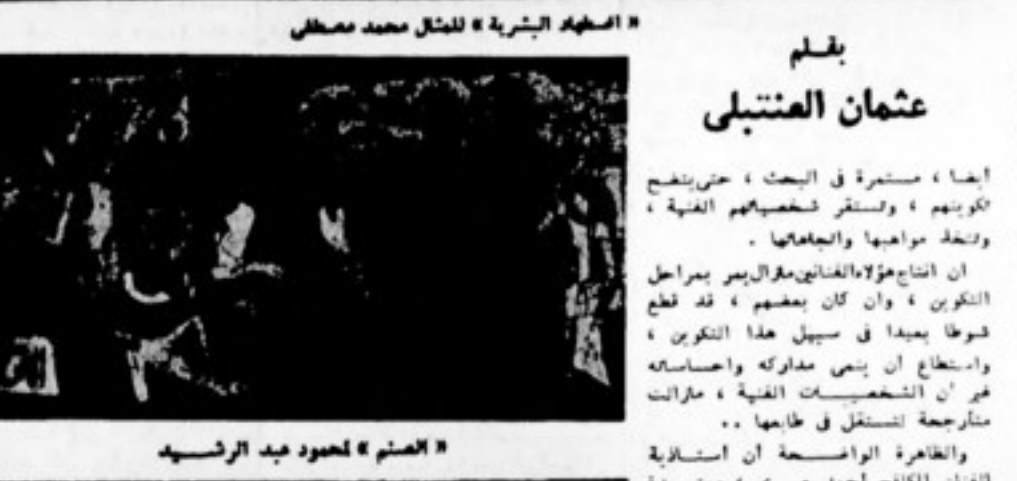 « اضطهاد البشرية » للمثال محمد مصطفى
بقلم
عثمان العنتبلى
أيضا ، مستمرة فى البحث ، حتى ينضج
تكوينهم ، وتستقر شخصياتهم الفنية ،
وتتخذ مواهبها واتجاهاتها .
ان انتاج هؤلاء الفنانين مازال يمر بمراحل
التكوين ، وان كان بعضهم ، قد قطع
شوطا بعيدا فى سبيل هذا التكوين ،
واستطاع أن ينمى مداركه واحساساته
غير أن الشخصيات الفنية ، مازالت
متأرجحة لتستقل فى طابعها ..
والظاهرة الواضحة أن أستاذية
« الصنم » لمحمود عبد الرشيد